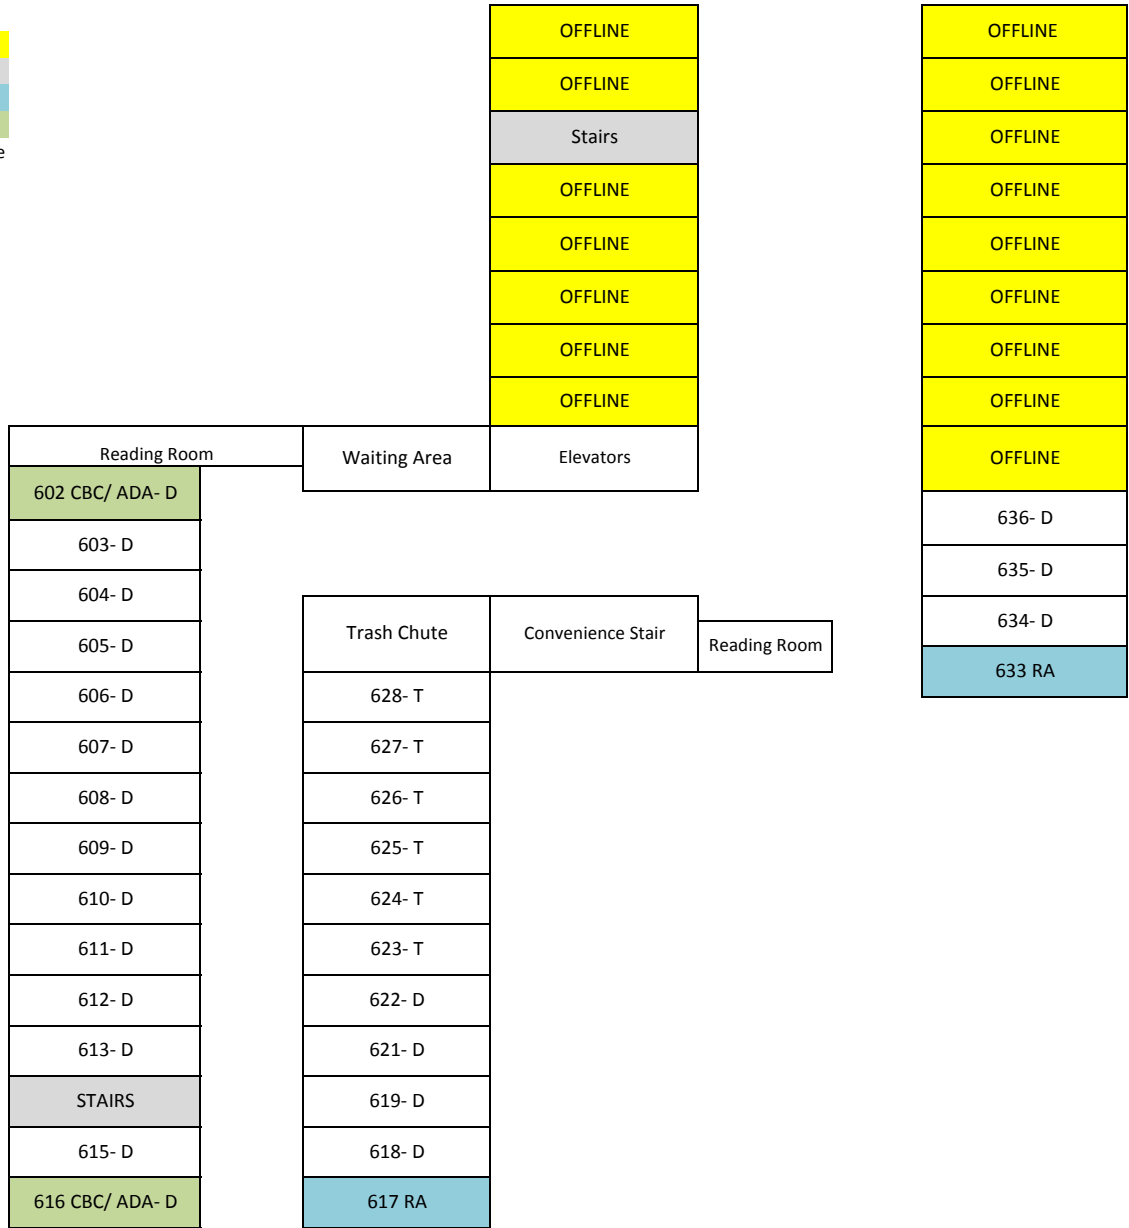 OFFLINE
OFFLINE
OFFLINE
OFFLINE
Stairs
OFFLINE
e
OFFLINE
OFFLINE
OFFLINE
OFFLINE
OFFLINE
OFFLINE
OFFLINE
OFFLINE
OFFLINE
OFFLINE
Reading Room
Waiting Area
Elevators
OFFLINE
602 CBC/ ADA- D
636- D
603- D
635- D
604- D
634- D
Trash Chute
Convenience Stair
605- D
Reading Room
633 RA
606- D
628- T
607- D
627- T
608- D
626- T
609- D
625- T
610- D
624- T
611- D
623- T
612- D
622- D
613- D
621- D
STAIRS
619- D
615- D
618- D
616 CBC/ ADA- D
617 RA